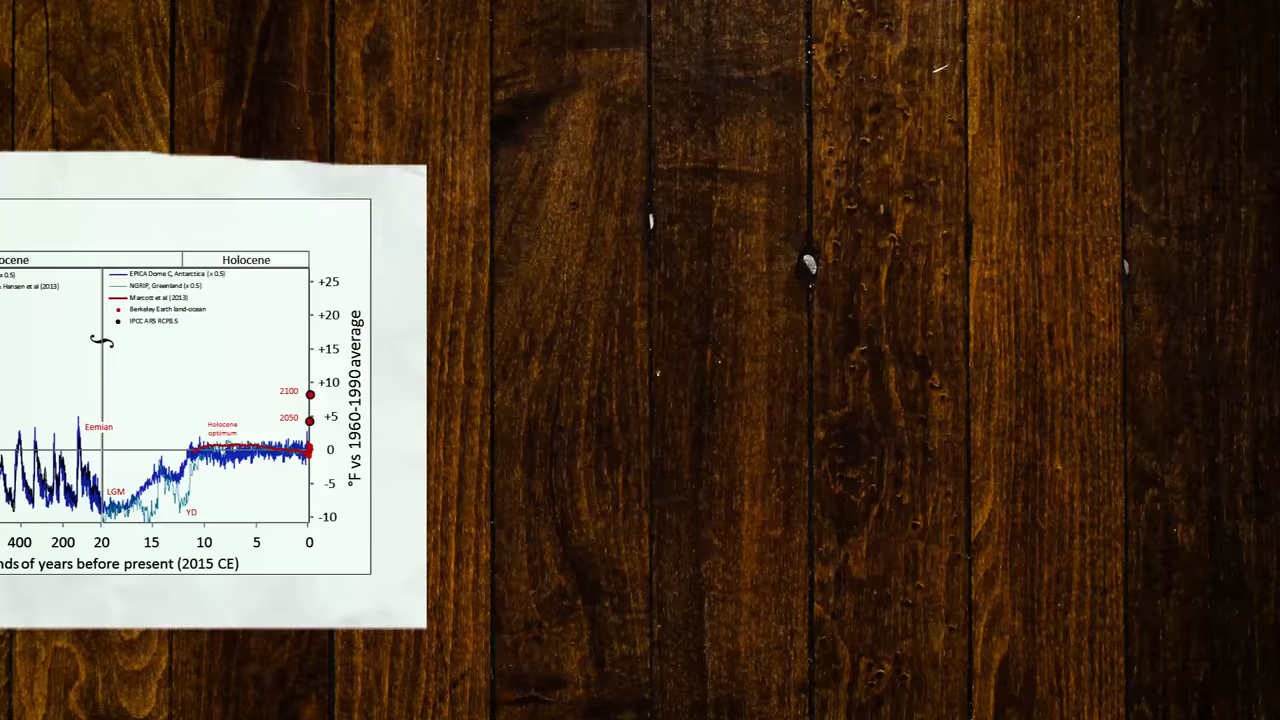 ocene
Holocene
x 0.5)
Hansen et al (2013)
EPICA Dome C, Antarctica (x 0.5)
NGRIP, Greenland (x 0.5)
Marcott et al (2013)
Berkeley Earth land-ocean
IPCC AR5 RCP8.5
+25
+20
+15
+10
+5
0
-5
-10
°F vs 1960-1990 average
2100
2050
Eemian
Holocene
optimum
LGM
YD
400 200 20 15 10 5 0
nds of years before present (2015 CE)